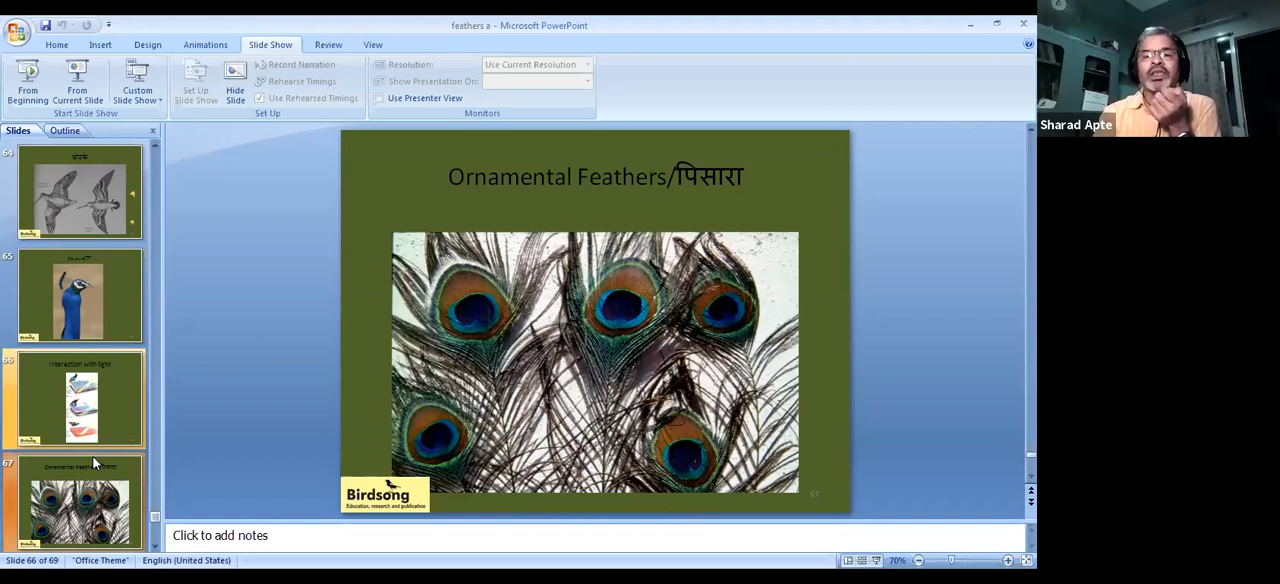 feathers a - Microsoft PowerPoint
Home Insert Design Animations Slide Show Review View
From Beginning
From Current Slide
Custom Slide Show
Start Slide Show
Set Up Slide Show
Hide Slide
Record Narration
Rehearse Timings
Use Rehearsed Timings
Set Up
Resolution: Use Current Resolution
Show Presentation On:
Use Presenter View
Monitors
Sharad Apte
Slides Outline
64
65
66
Interaction with light
67
Ornamental Feathers/पिसारा
Ornamental Feathers/पिसारा
Birdsong
Education, research and publication
67
Click to add notes
Slide 66 of 69 "Office Theme" English (United States) 70%